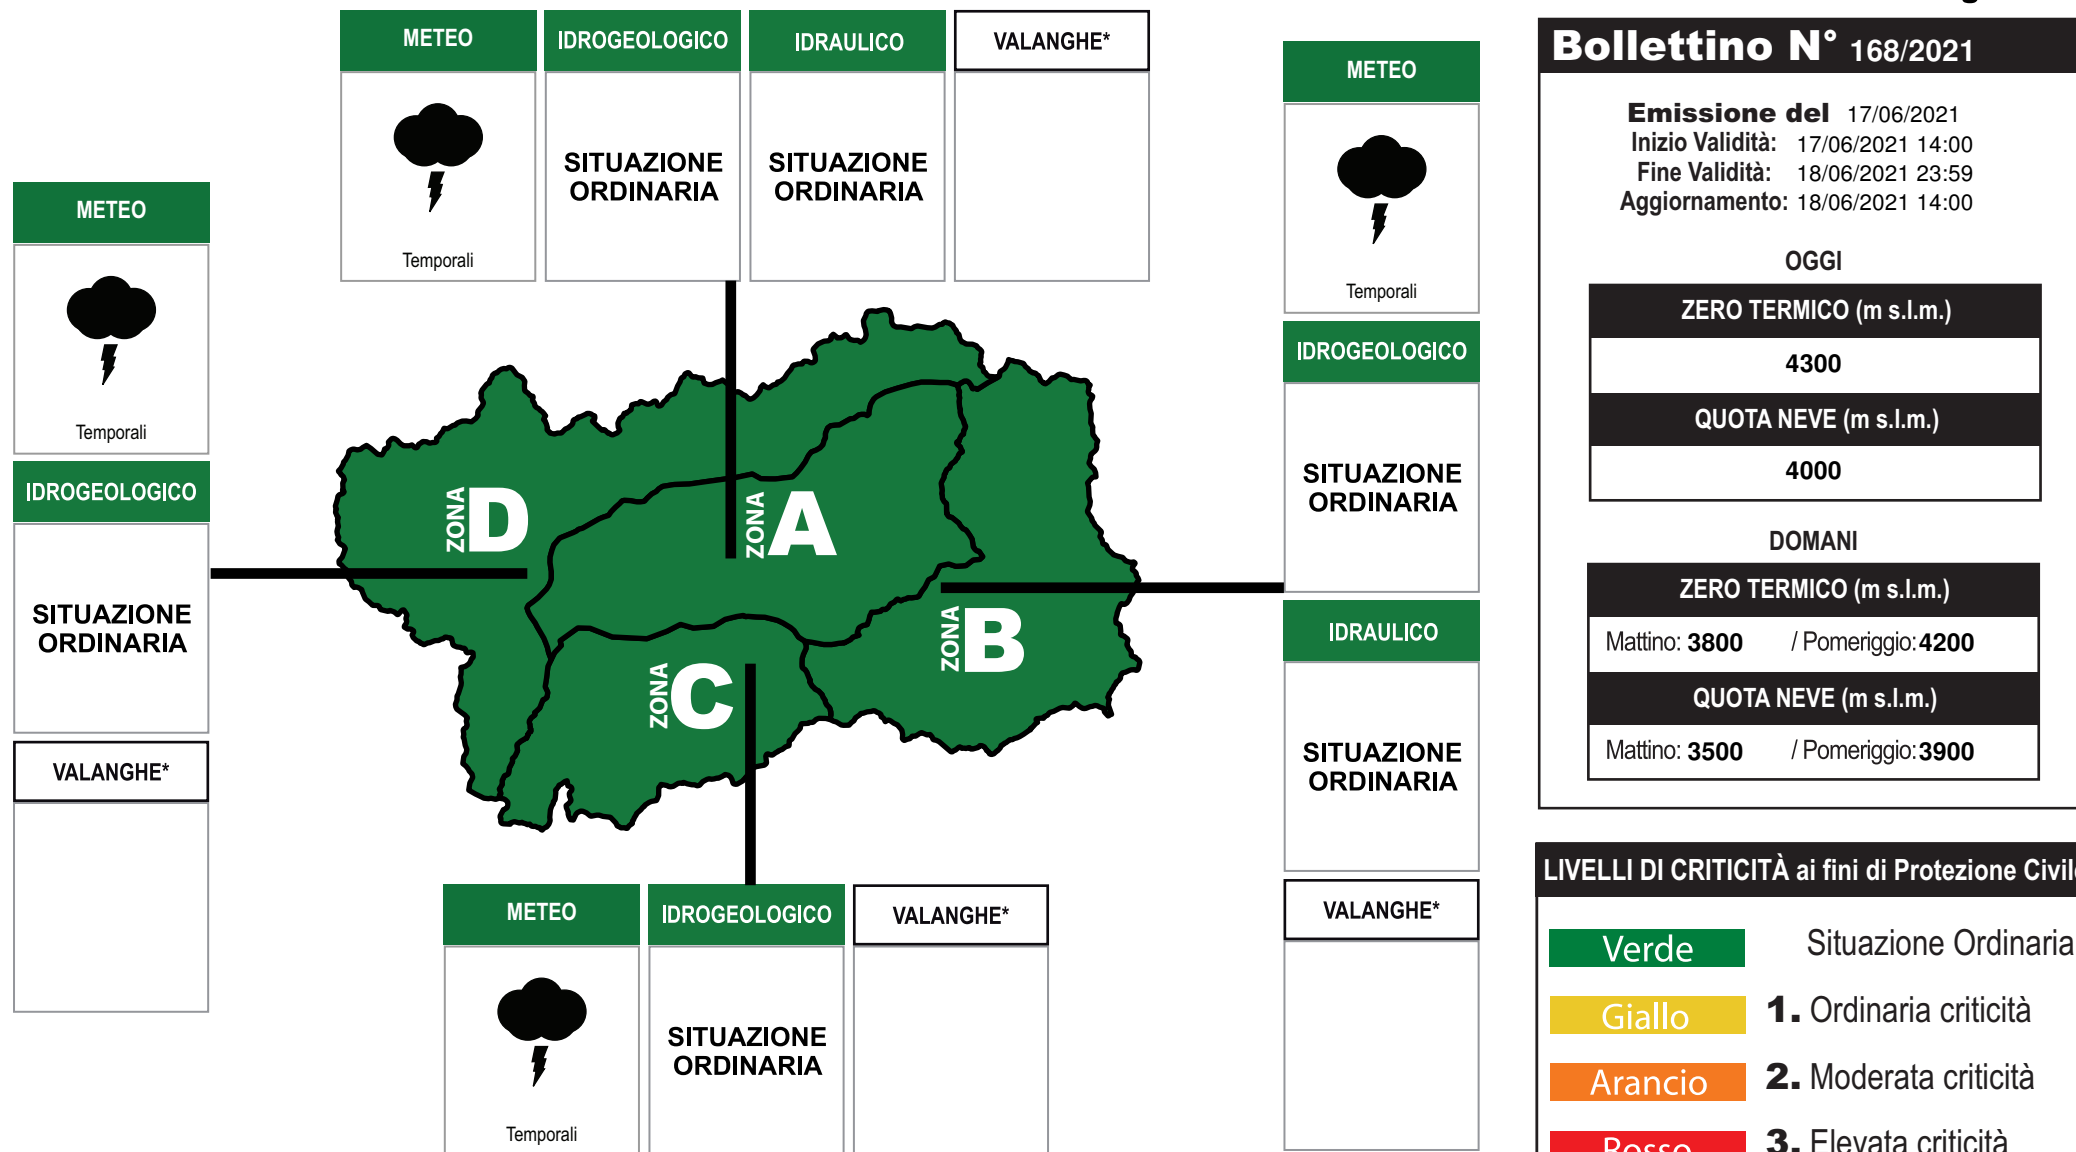 METEO
IDROGEOLOGICO
IDRAULICO
VALANGHE*
Temporali
SITUAZIONE
ORDINARIA
SITUAZIONE
ORDINARIA
METEO
Temporali
IDROGEOLOGICO
SITUAZIONE
ORDINARIA
VALANGHE*
ZONA D
ZONA A
ZONA B
ZONA C
METEO
Temporali
IDROGEOLOGICO
SITUAZIONE
ORDINARIA
IDRAULICO
SITUAZIONE
ORDINARIA
VALANGHE*
METEO
IDROGEOLOGICO
VALANGHE*
Temporali
SITUAZIONE
ORDINARIA
Bollettino N° 168/2021
Emissione del 17/06/2021
Inizio Validità: 17/06/2021 14:00
Fine Validità: 18/06/2021 23:59
Aggiornamento: 18/06/2021 14:00
OGGI
ZERO TERMICO (m s.l.m.)
4300
QUOTA NEVE (m s.l.m.)
4000
DOMANI
ZERO TERMICO (m s.l.m.)
Mattino: 3800 / Pomeriggio: 4200
QUOTA NEVE (m s.l.m.)
Mattino: 3500 / Pomeriggio: 3900
LIVELLI DI CRITICITÀ ai fini di Protezione Civile
Verde Situazione Ordinaria
Giallo 1. Ordinaria criticità
Arancio 2. Moderata criticità
Rosso 3. Elevata criticità